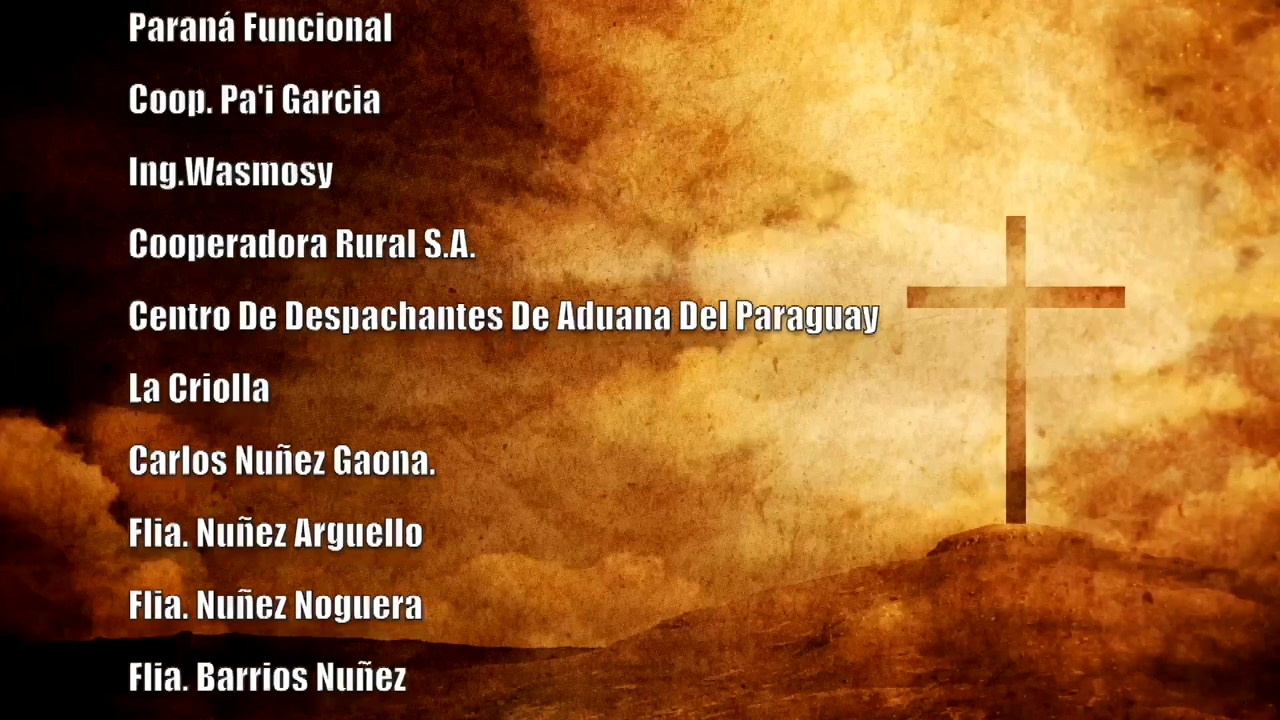 Paraná Funcional
Coop. Pa'i Garcia
Ing.Wasmosy
Cooperadora Rural S.A.
Centro De Despachantes De Aduana Del Paraguay
La Criolla
Carlos Nuñez Gaona.
Flia. Nuñez Arguello
Flia. Nuñez Noguera
Flia. Barrios Nuñez